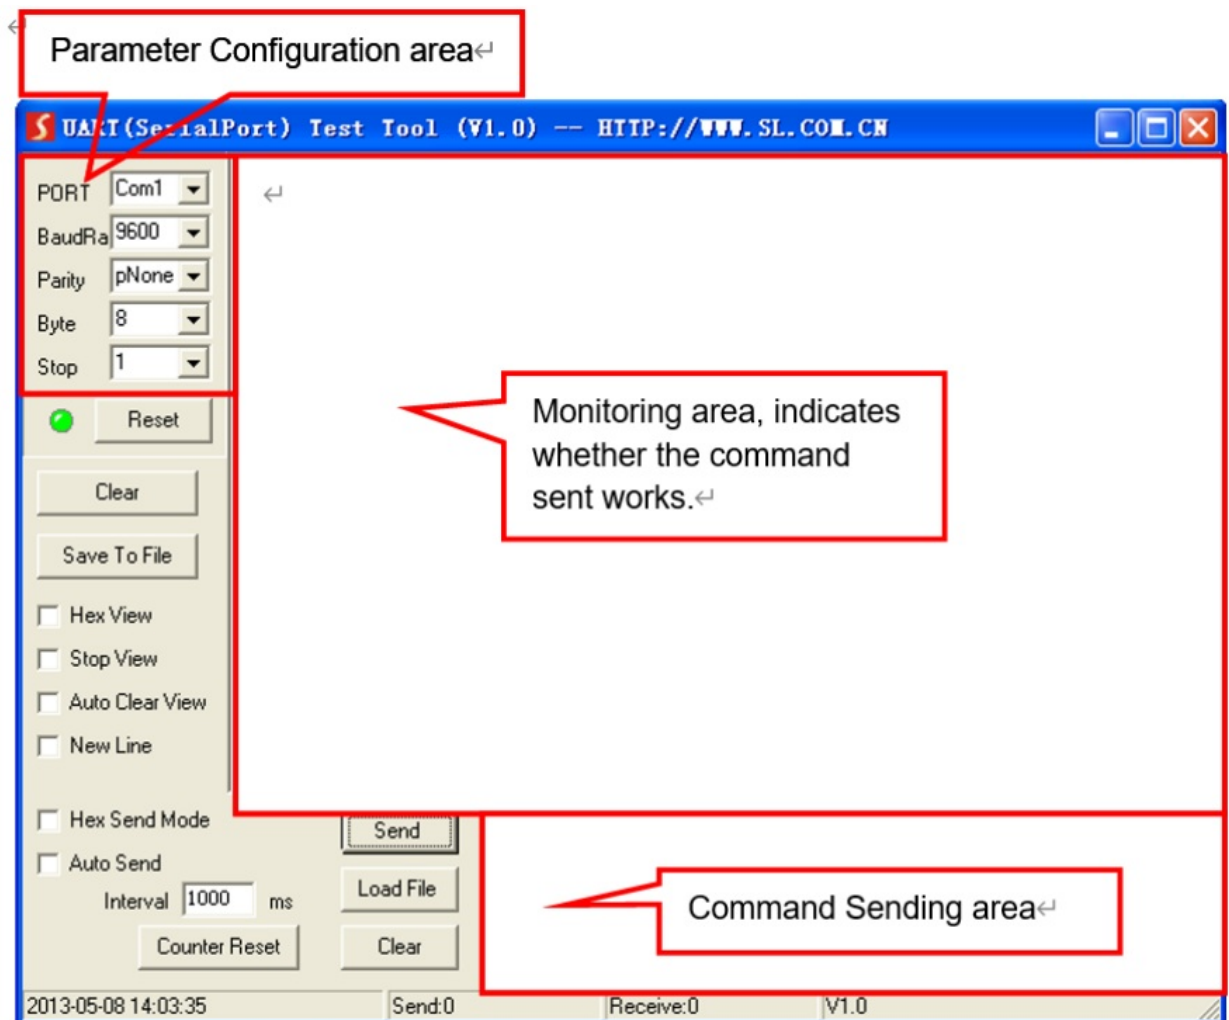 Parameter Configuration area
UART(SerialPort) Test Tool (V1.0) -- HTTP://WWW.SL.COM.CN
PORT Com1
BaudRa 9600
Parity pNone
Byte 8
Stop 1
Reset
Monitoring area, indicates
whether the command
sent works.
Clear
Save To File
Hex View
Stop View
Auto Clear View
New Line
Hex Send Mode
Send
Auto Send
Interval 1000 ms
Load File
Command Sending area
Counter Reset
Clear
2013-05-08 14:03:35 Send:0 Receive:0 V1.0